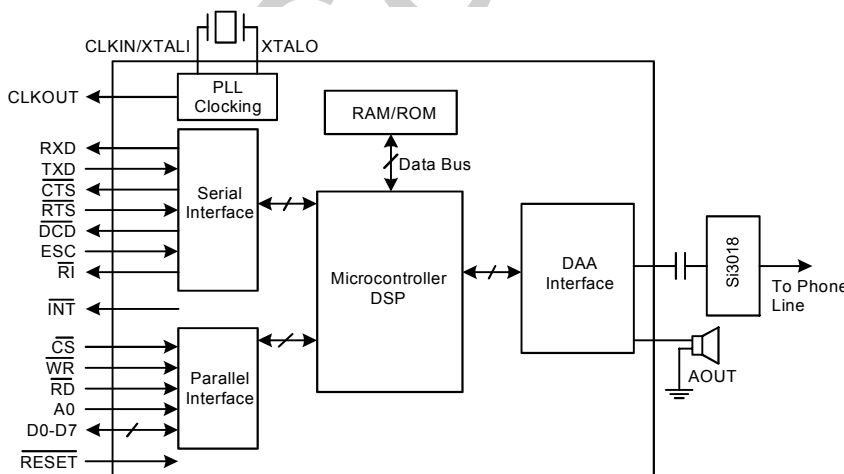 CLKIN/XTALI
XTALO
PLL
Clocking
CLKOUT
RAM/ROM
Data Bus
RXD
TXD
CTS
RTS
DCD
ESC
RI
Serial
Interface
Microcontroller
DSP
DAA
Interface
Si3018
To Phone
Line
INT
CS
WR
RD
A0
D0-D7
Parallel
Interface
AOUT
RESET